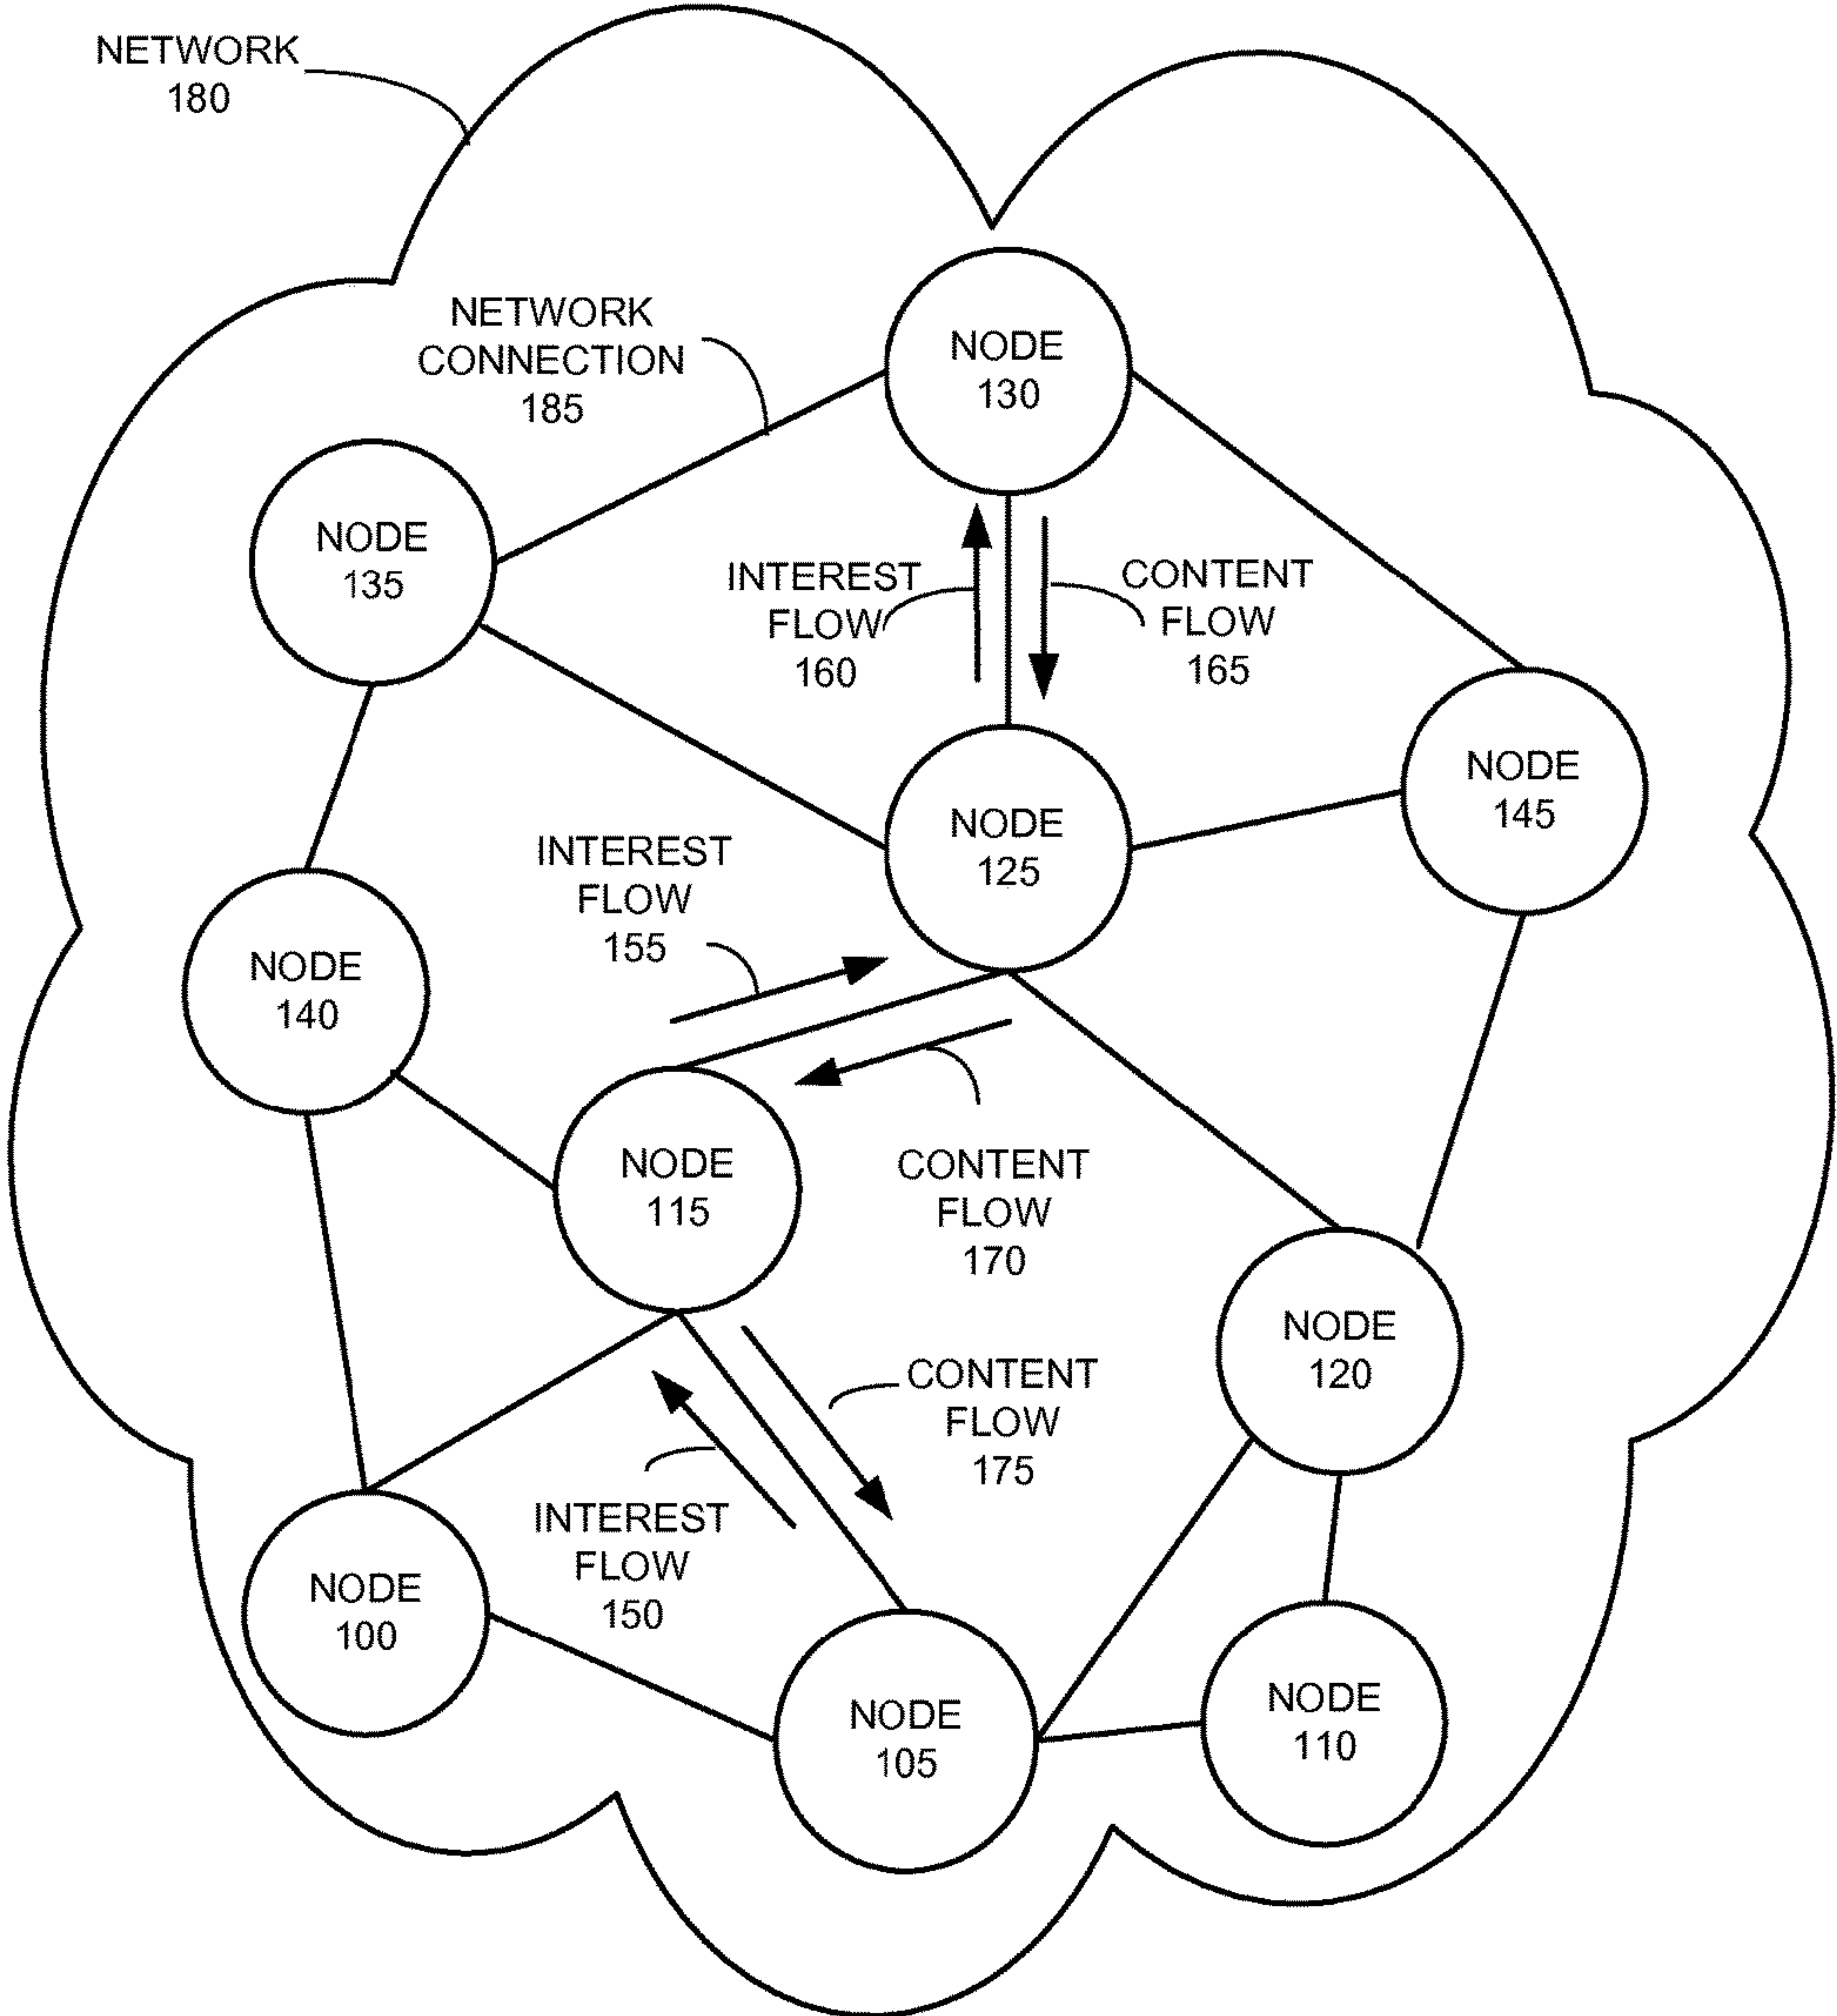 NETWORK
180
NETWORK
CONNECTION
185
NODE
130
NODE
135
INTEREST
FLOW
160
CONTENT
FLOW
165
NODE
145
NODE
125
INTEREST
FLOW
155
NODE
140
NODE
115
CONTENT
FLOW
170
NODE
120
CONTENT
FLOW
175
INTEREST
FLOW
150
NODE
100
NODE
105
NODE
110